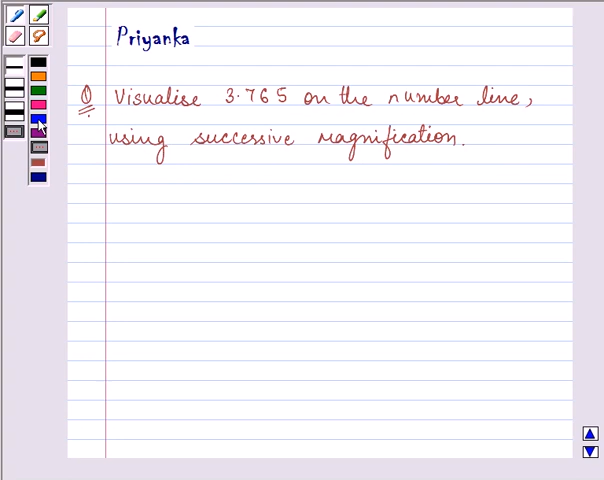 Priyanka
Q Visualise 3.765 on the number line,
using successive magnification.